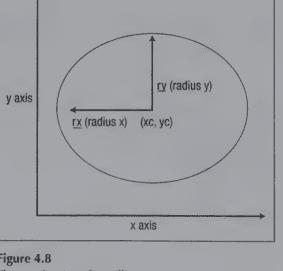 ry (radius y)
y axis
rx (radius x) (xc, yc)
x axis
Figure 4.8